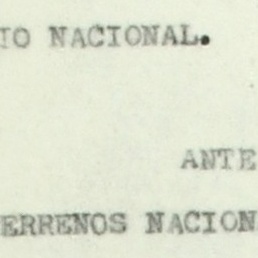 IO NACIONAL.
ANTE
ERRENOS NACION